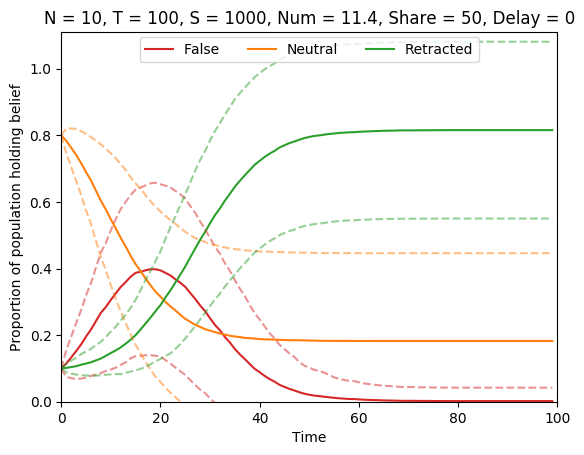 N = 10, T = 100, S = 1000, Num = 11.4, Share = 50, Delay = 0
False Neutral Retracted
Proportion of population holding belief
1.0
0.8
0.6
0.4
0.2
0.0
0 20 40 60 80 100
Time